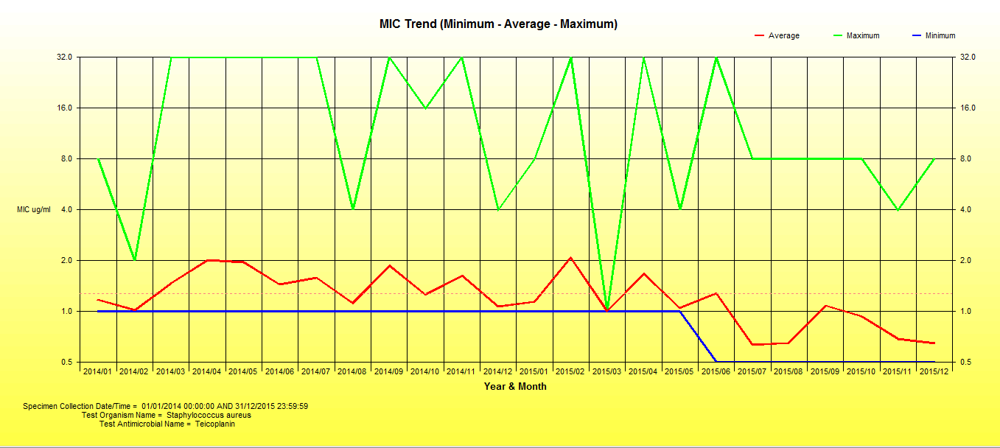 MIC Trend (Minimum - Average - Maximum)
Average Maximum Minimum
32.0 32.0
16.0 16.0
8.0 8.0
MIC ug/ml 4.0 4.0
2.0 2.0
1.0 1.0
0.5 0.5
2014/01 2014/02 2014/03 2014/04 2014/05 2014/06 2014/07 2014/08 2014/09 2014/10 2014/11 2014/12 2015/01 2015/02 2015/03 2015/04 2015/05 2015/06 2015/07 2015/08 2015/09 2015/10 2015/11 2015/12
Year & Month
Specimen Collection Date/Time = 01/01/2014 00:00:00 AND 31/12/2015 23:59:59
Test Organism Name = Staphylococcus aureus
Test Antimicrobial Name = Teicoplanin